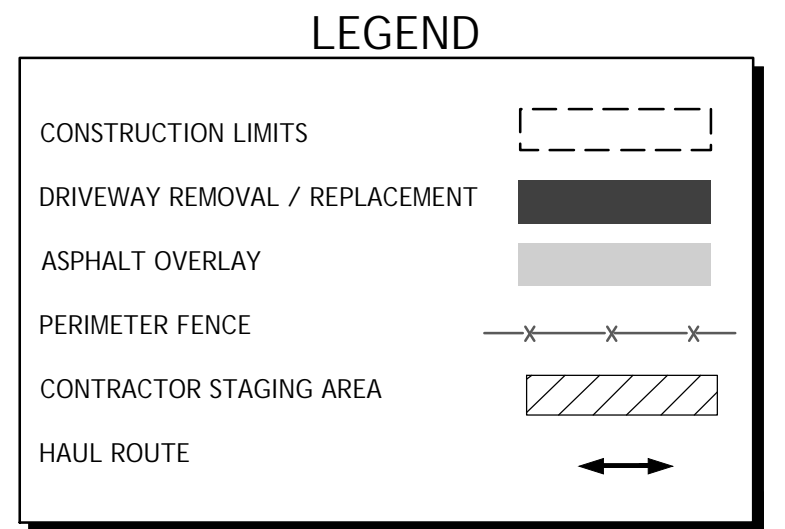 LEGEND
CONSTRUCTION LIMITS
DRIVEWAY REMOVAL / REPLACEMENT
ASPHALT OVERLAY
PERIMETER FENCE
CONTRACTOR STAGING AREA
HAUL ROUTE